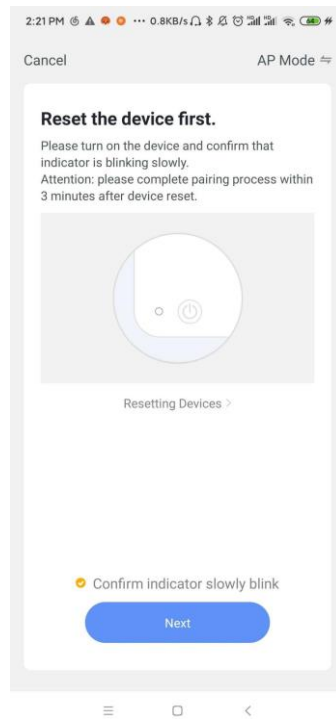 2:21 PM ··· 0.8KB/s
Cancel AP Mode
Reset the device first.
Please turn on the device and confirm that
indicator is blinking slowly.
Attention: please complete pairing process within
3 minutes after device reset.
Resetting Devices >
Confirm indicator slowly blink
Next